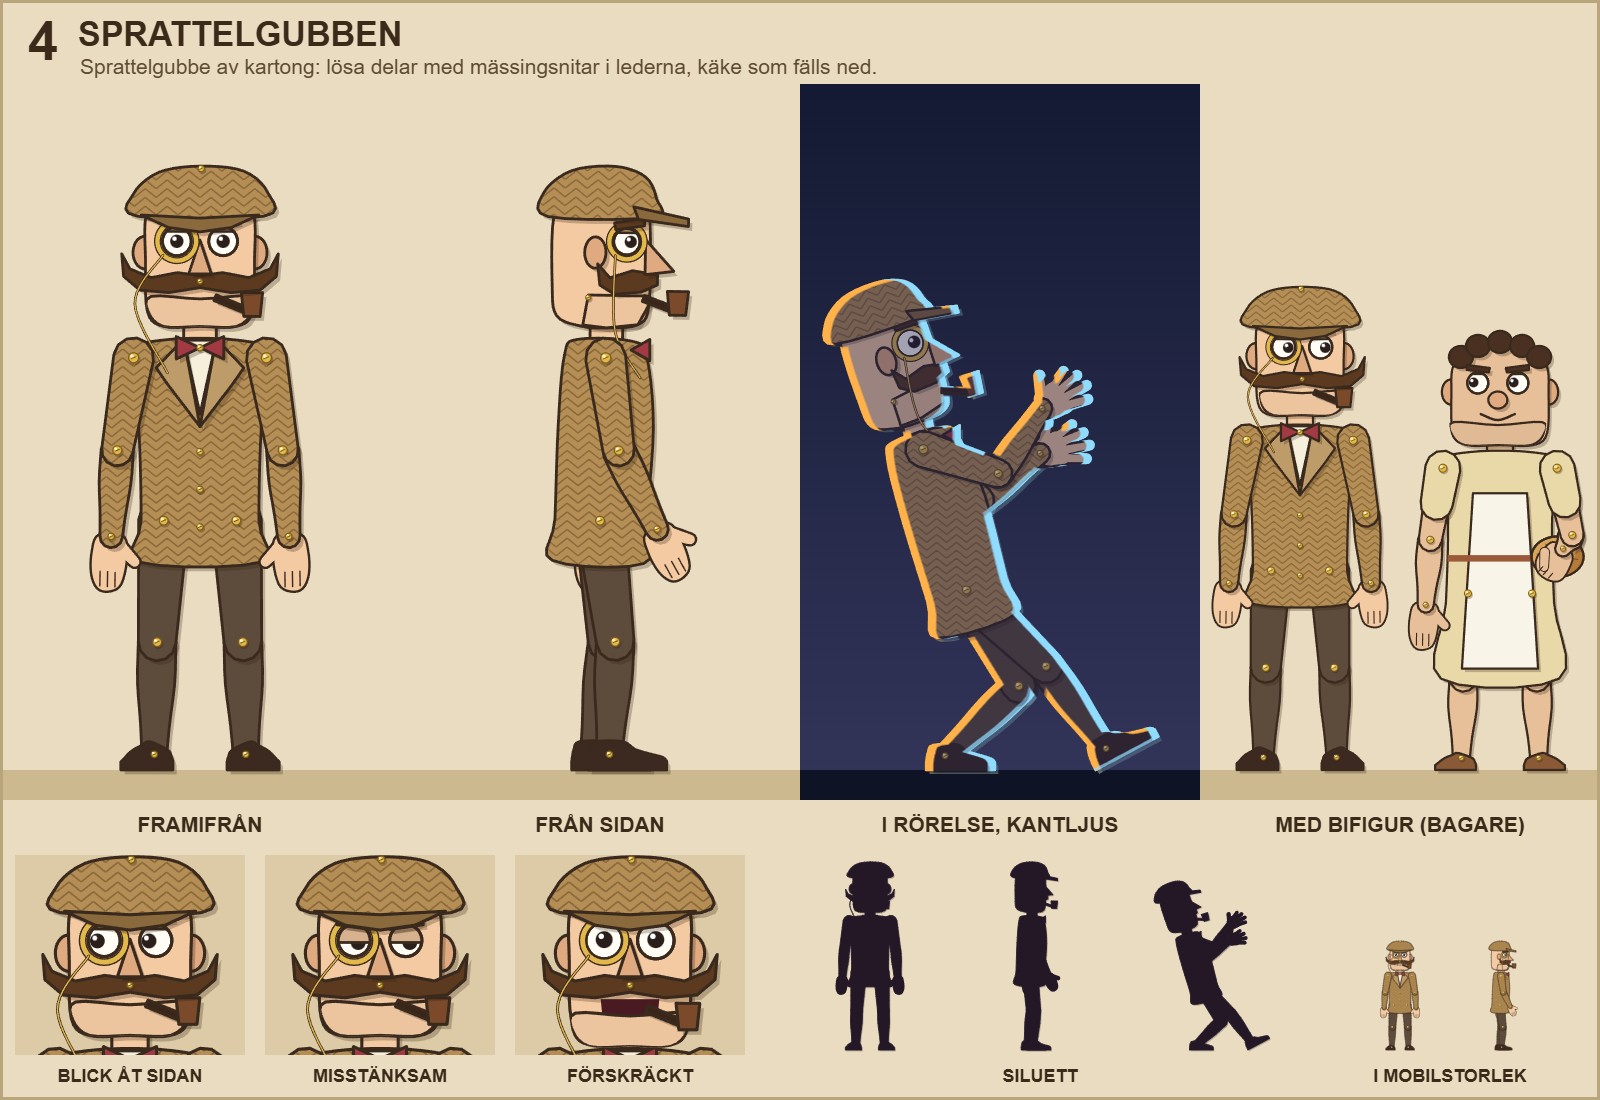 4 SPRATTELGUBBEN
Sprattelgubbe av kartong: lösa delar med mässingsnitar i lederna, käke som fälls ned.
FRAMIFRÅN
FRÅN SIDAN
I RÖRELSE, KANTLJUS
MED BIFIGUR (BAGARE)
BLICK ÅT SIDAN
MISSTÄNKSAM
FÖRSKRÄCKT
SILUETT
I MOBILSTORLEK